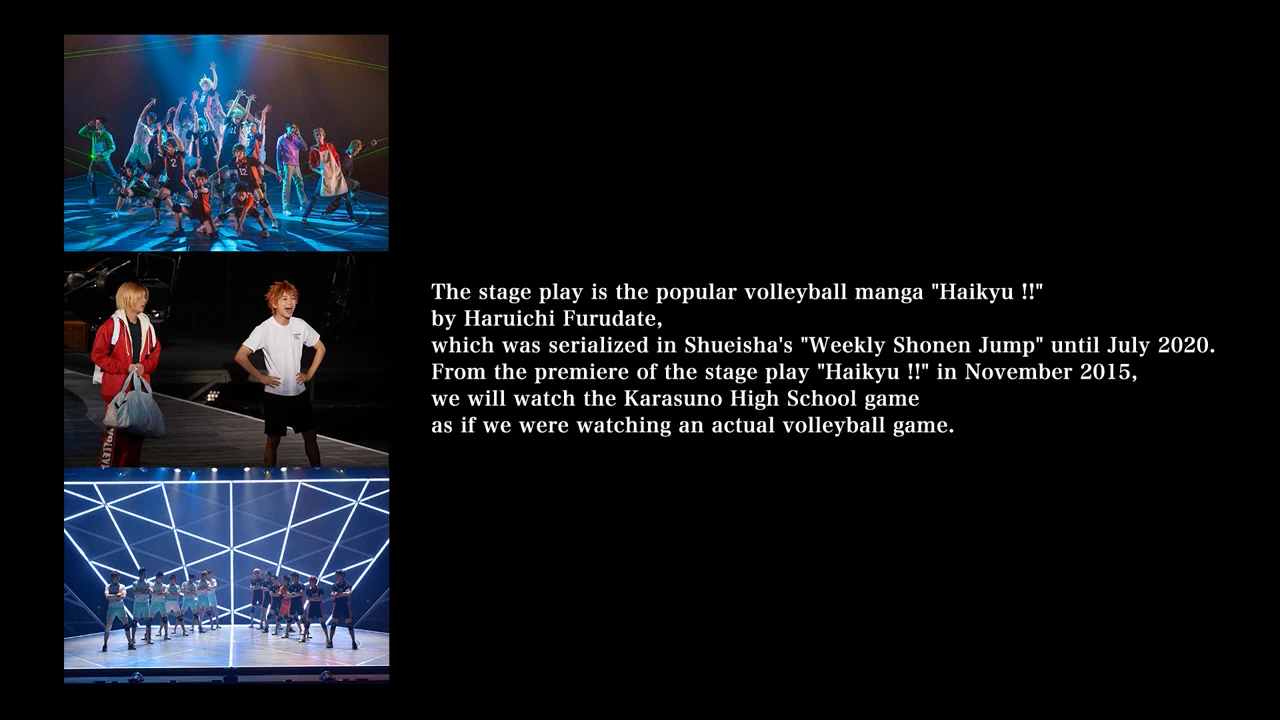 The stage play is the popular volleyball manga "Haikyu !!"
by Haruichi Furudate,
which was serialized in Shueisha's "Weekly Shonen Jump" until July 2020.
From the premiere of the stage play "Haikyu !!" in November 2015,
we will watch the Karasuno High School game
as if we were watching an actual volleyball game.
2
12